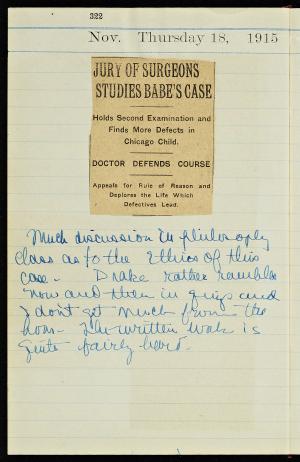 322
Nov. Thursday 18, 1915
JURY OF SURGEONS
STUDIES BABE'S CASE
Holds Second Examination and
Finds More Defects in
Chicago Child.
DOCTOR DEFENDS COURSE
Appeals for Rule of Reason and
Deplores the Life Which
Defectives Lead.
Much discussion in philosophy
class as to the Ethics of this
case - Drake rather rambles
now and then in and
I don't get much from the
hour - The written work is
quite fairly hard.